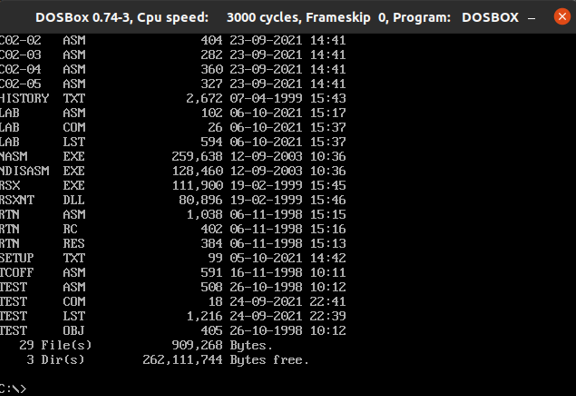 DOSBox 0.74-3, Cpu speed: 3000 cycles, Frameskip 0, Program: DOSBOX
C02-02 ASM 404 23-09-2021 14:41
C02-03 ASM 282 23-09-2021 14:41
C02-04 ASM 360 23-09-2021 14:41
C02-05 ASM 327 23-09-2021 14:41
HISTORY TXT 2,672 07-04-1999 15:43
LAB ASM 102 06-10-2021 15:17
LAB COM 26 06-10-2021 15:37
LAB LST 594 06-10-2021 15:37
NASM EXE 259,638 12-09-2003 10:36
NDISASM EXE 128,460 12-09-2003 10:36
RSX EXE 111,900 19-02-1999 15:45
RSXNT DLL 80,896 19-02-1999 15:46
RTN ASM 1,038 06-11-1998 15:15
RTN RC 402 06-11-1998 15:16
RTN RES 384 06-11-1998 15:13
SETUP TXT 99 05-10-2021 14:42
TCOFF ASM 591 16-11-1998 10:11
TEST ASM 508 26-10-1998 10:12
TEST COM 18 24-09-2021 22:41
TEST LST 1,216 24-09-2021 22:39
TEST OBJ 405 26-10-1998 10:12
29 File(s) 909,268 Bytes.
3 Dir(s) 262,111,744 Bytes free.
C:\>